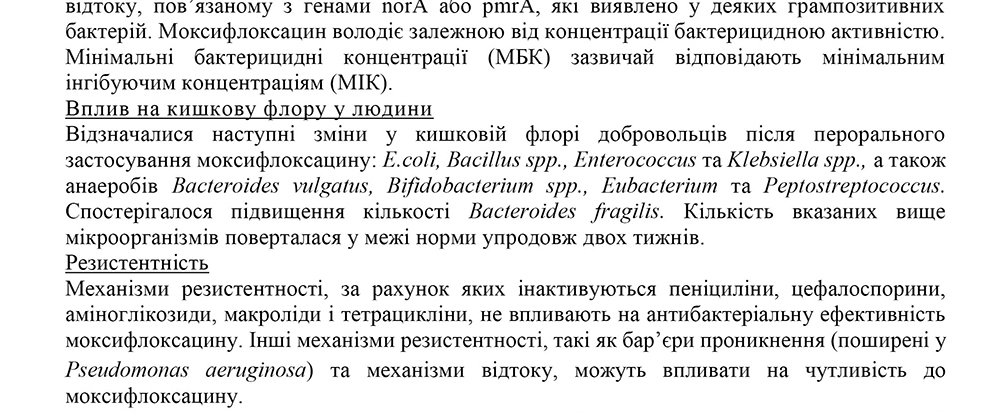 відтоку, пов’язаному з генами norA або pmrA, які виявлено у деяких грампозитивних
бактерій. Моксифлоксацин володіє залежною від концентрації бактерицидною активністю.
Мінімальні бактерицидні концентрації (МБК) зазвичай відповідають мінімальним
інгібуючим концентраціям (МІК).
Вплив на кишкову флору у людини
Відзначалися наступні зміни у кишковій флорі добровольців після перорального
застосування моксифлоксацину: E.coli, Bacillus spp., Enterococcus та Klebsiella spp., а також
анаеробів Bacteroides vulgatus, Bifidobacterium spp., Eubacterium та Peptostreptococcus.
Спостерігалося підвищення кількості Bacteroides fragilis. Кількість вказаних вище
мікроорганізмів поверталася у межі норми упродовж двох тижнів.
Резистентність
Механізми резистентності, за рахунок яких інактивуються пеніциліни, цефалоспорини,
аміноглікозиди, макроліди і тетрацикліни, не впливають на антибактеріальну ефективність
моксифлоксацину. Інші механізми резистентності, такі як бар’єри проникнення (поширені у
Pseudomonas aeruginosa) та механізми відтоку, можуть впливати на чутливість до
моксифлоксацину.